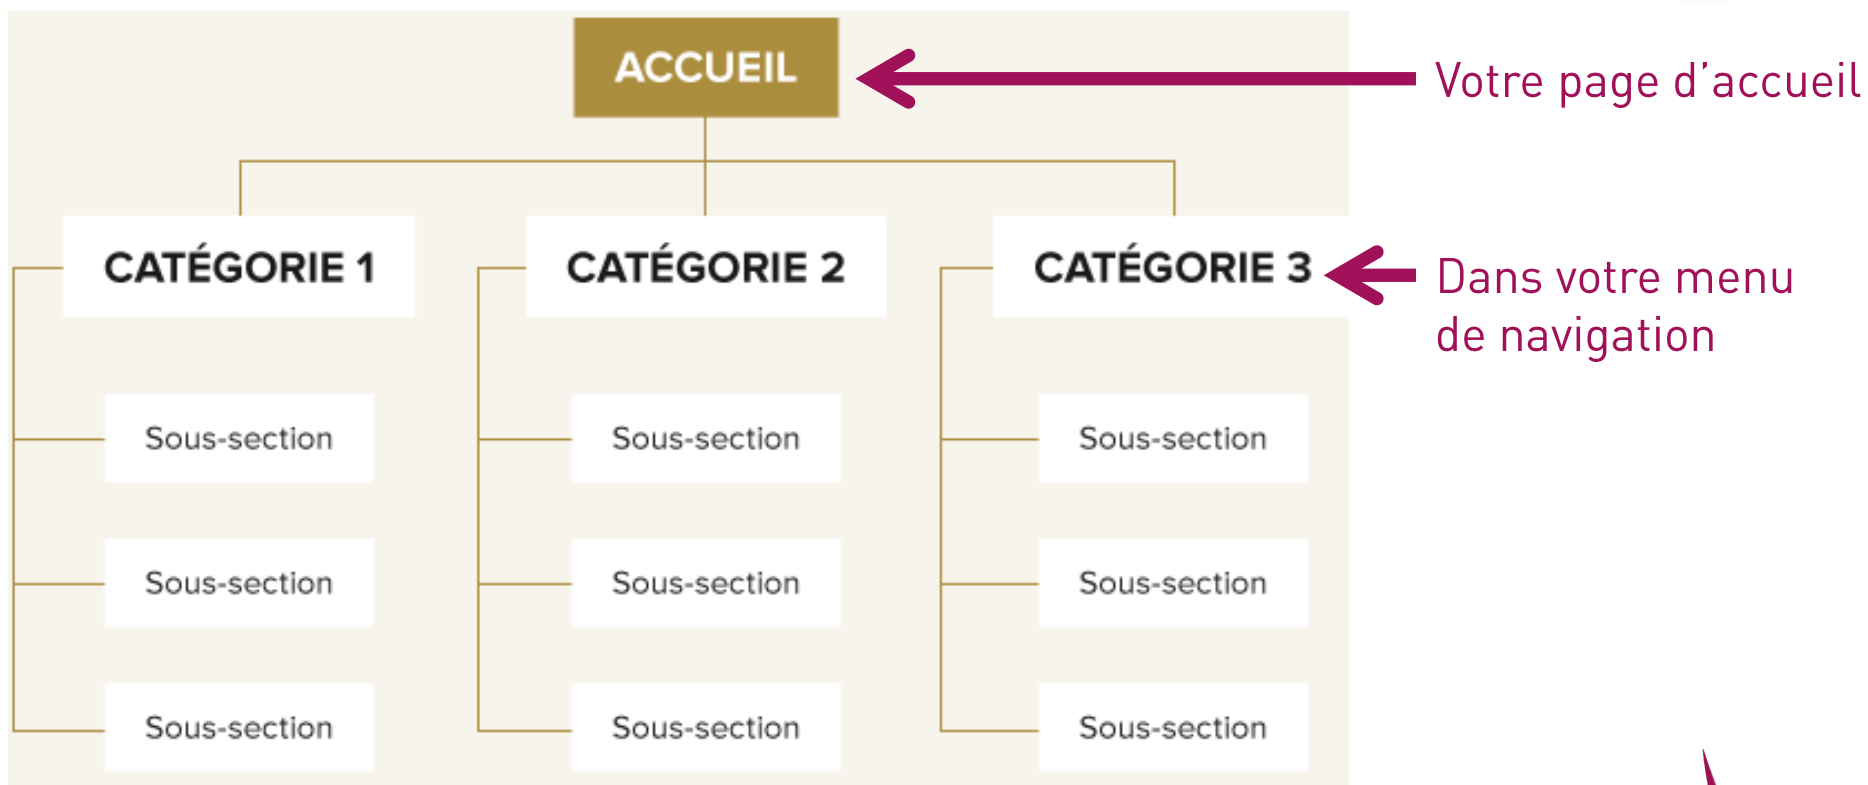 ACCUEIL
Votre page d’accueil
CATÉGORIE 1
CATÉGORIE 2
CATÉGORIE 3
Dans votre menu
de navigation
Sous-section
Sous-section
Sous-section
Sous-section
Sous-section
Sous-section
Sous-section
Sous-section
Sous-section